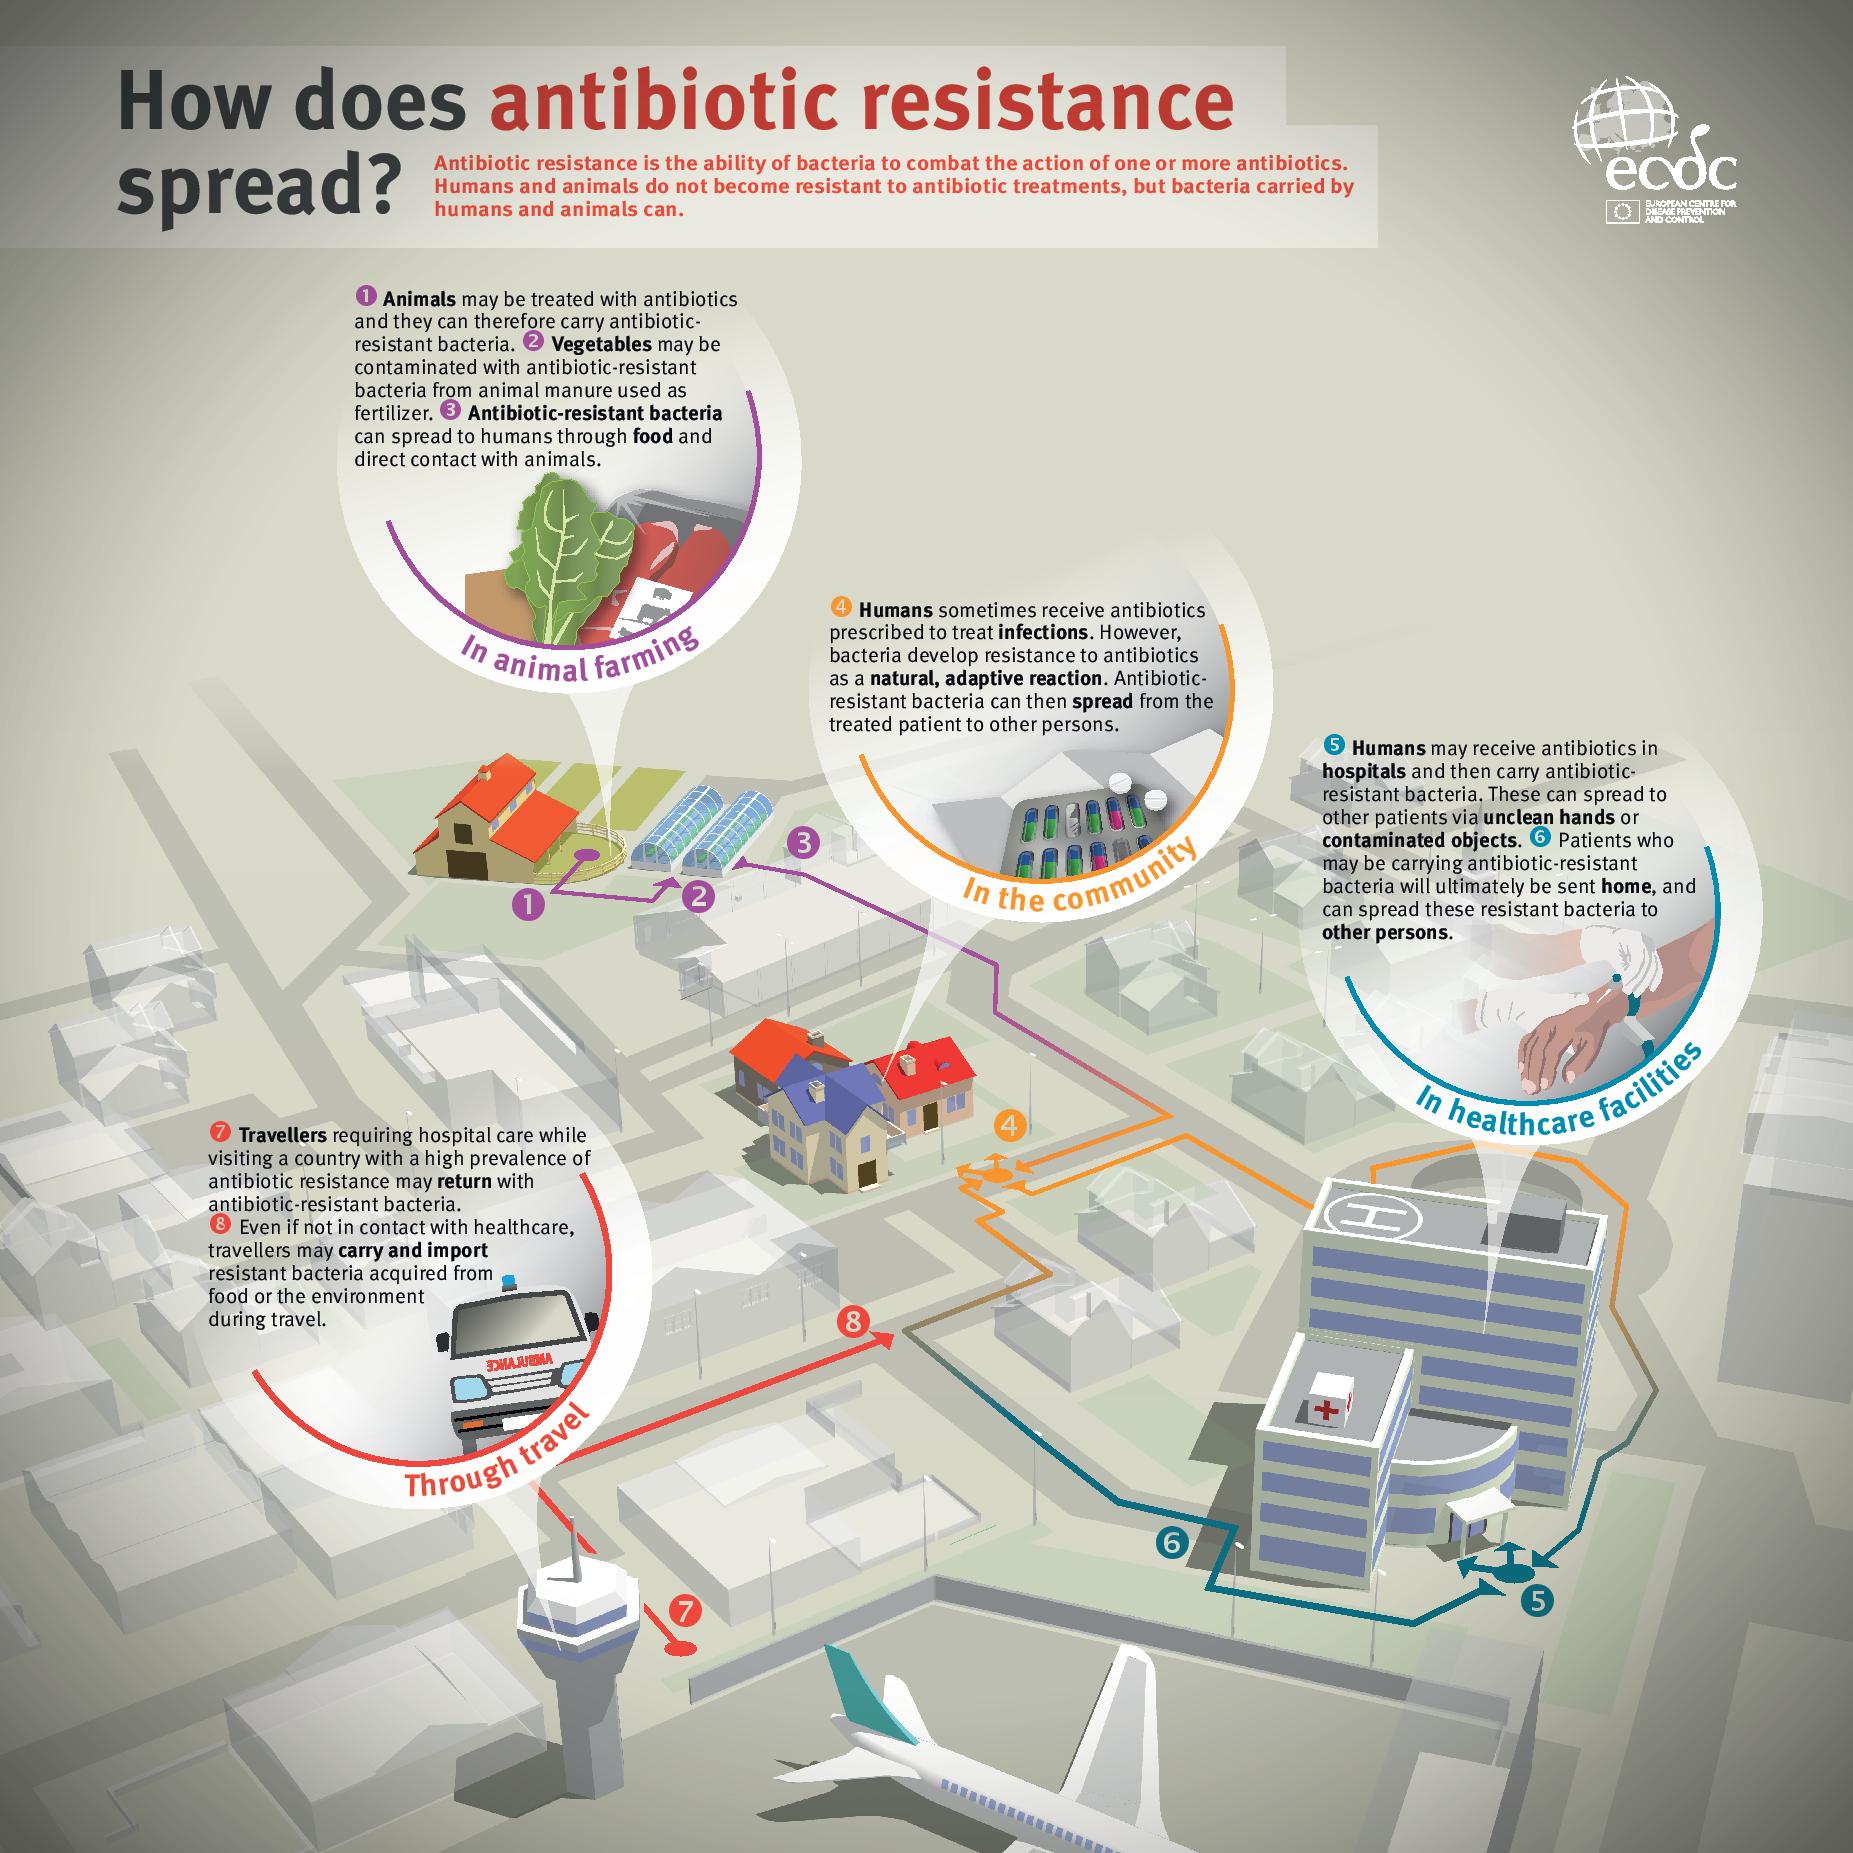 How does antibiotic resistance
spread?
Antibiotic resistance is the ability of bacteria to combat the action of one or more antibiotics.
Humans and animals do not become resistant to antibiotic treatments, but bacteria carried by
humans and animals can.
ecdc
EUROPEAN CENTRE FOR
DISEASE PREVENTION
AND CONTROL
1 Animals may be treated with antibiotics
and they can therefore carry antibiotic-
resistant bacteria. 2 Vegetables may be
contaminated with antibiotic-resistant
bacteria from animal manure used as
fertilizer. 3 Antibiotic-resistant bacteria
can spread to humans through food and
direct contact with animals.
In animal farming
4 Humans sometimes receive antibiotics
prescribed to treat infections. However,
bacteria develop resistance to antibiotics
as a natural, adaptive reaction. Antibiotic-
resistant bacteria can then spread from the
treated patient to other persons.
In the community
5 Humans may receive antibiotics in
hospitals and then carry antibiotic-
resistant bacteria. These can spread to
other patients via unclean hands or
contaminated objects. 6 Patients who
may be carrying antibiotic-resistant
bacteria will ultimately be sent home, and
can spread these resistant bacteria to
other persons.
In healthcare facilities
3
1
2
4
7 Travellers requiring hospital care while
visiting a country with a high prevalence of
antibiotic resistance may return with
antibiotic-resistant bacteria.
8 Even if not in contact with healthcare,
travellers may carry and import
resistant bacteria acquired from
food or the environment
during travel.
AMBULANCE
Through travel
H
8
6
5
7